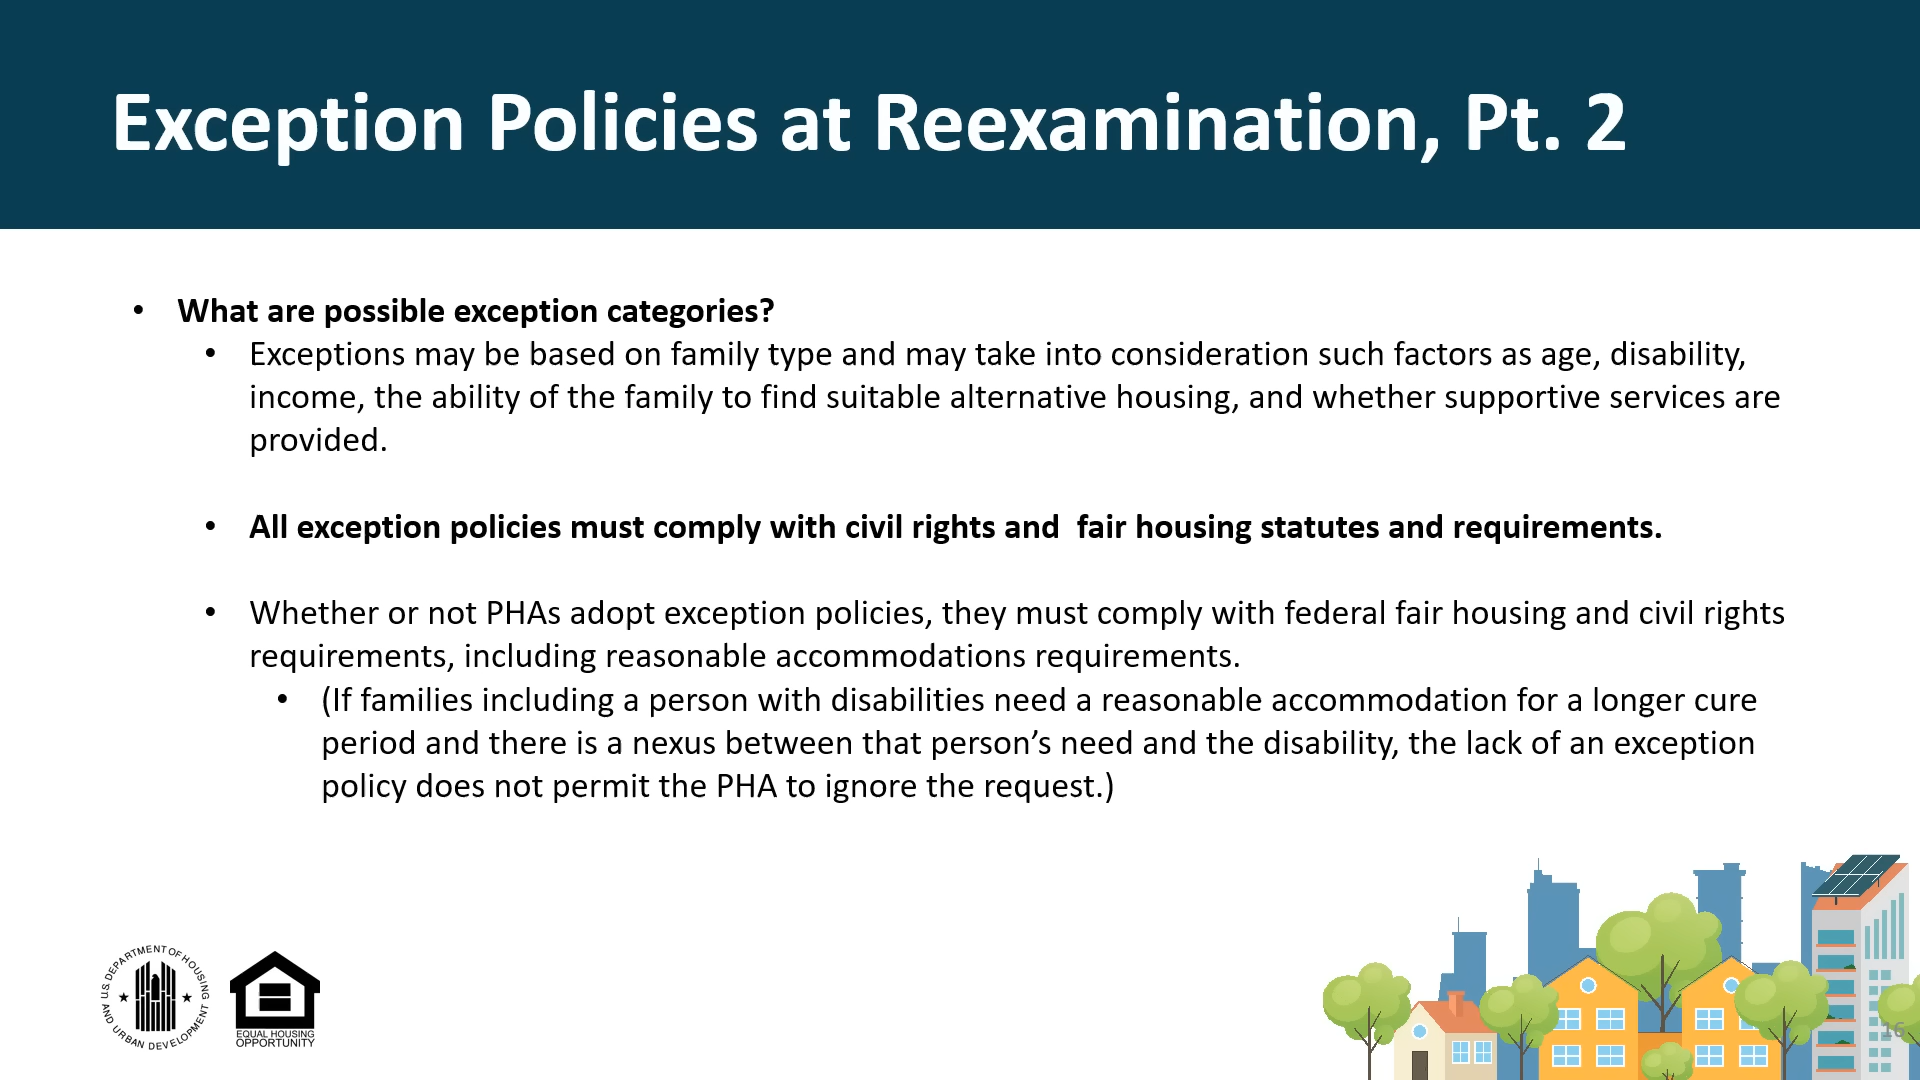 Exception Policies at Reexamination, Pt. 2
• What are possible exception categories?
• Exceptions may be based on family type and may take into consideration such factors as age, disability,
income, the ability of the family to find suitable alternative housing, and whether supportive services are
provided.
• All exception policies must comply with civil rights and  fair housing statutes and requirements.
• Whether or not PHAs adopt exception policies, they must comply with federal fair housing and civil rights
requirements, including reasonable accommodations requirements.
• (If families including a person with disabilities need a reasonable accommodation for a longer cure
period and there is a nexus between that person’s need and the disability, the lack of an exception
policy does not permit the PHA to ignore the request.)
U.S. DEPARTMENT OF HOUSING
AND URBAN DEVELOPMENT
EQUAL HOUSING
OPPORTUNITY
16